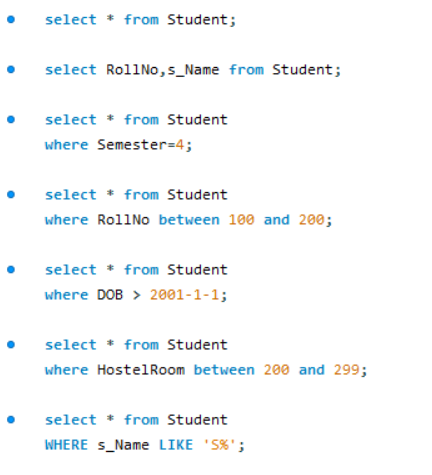 select * from Student;
select RollNo,s_Name from Student;
select * from Student
where Semester=4;
select * from Student
where RollNo between 100 and 200;
select * from Student
where DOB > 2001-1-1;
select * from Student
where HostelRoom between 200 and 299;
select * from Student
WHERE s_Name LIKE 'S%';